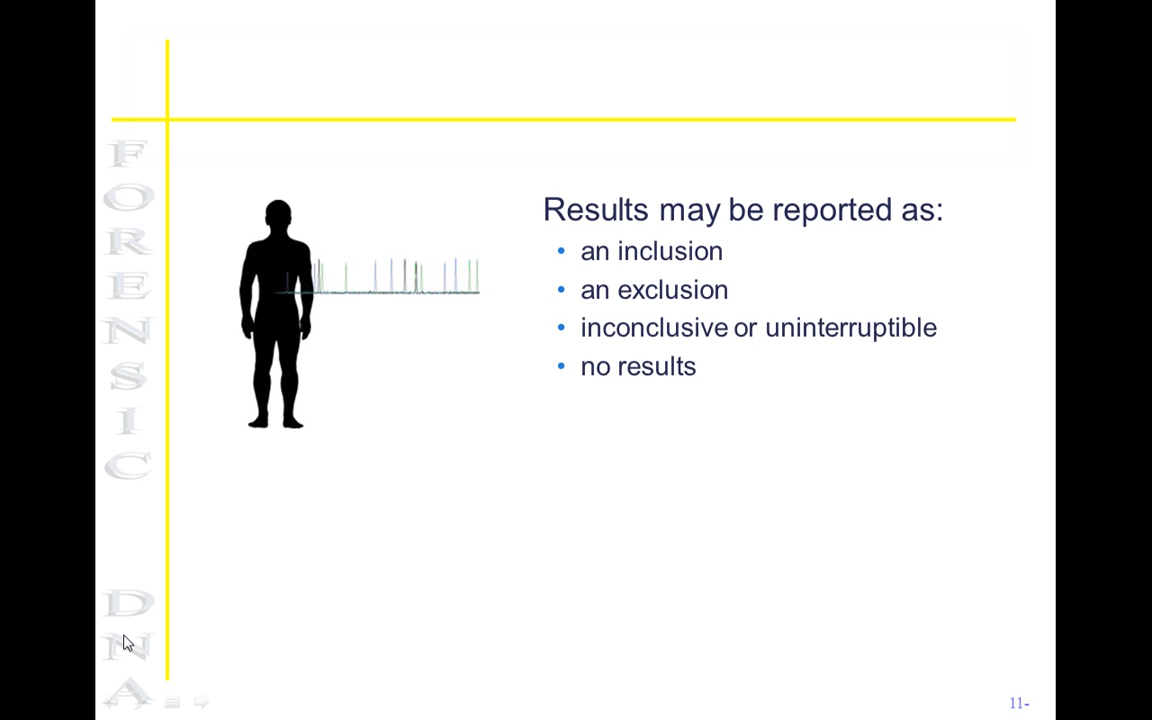 FORENSIC DNA
Results may be reported as:
• an inclusion
• an exclusion
• inconclusive or uninterruptible
• no results
11-